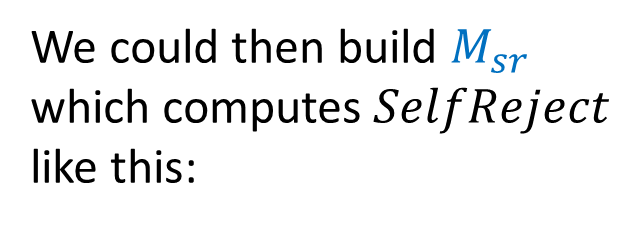 We could then build M_sr
which computes SelfReject
like this: